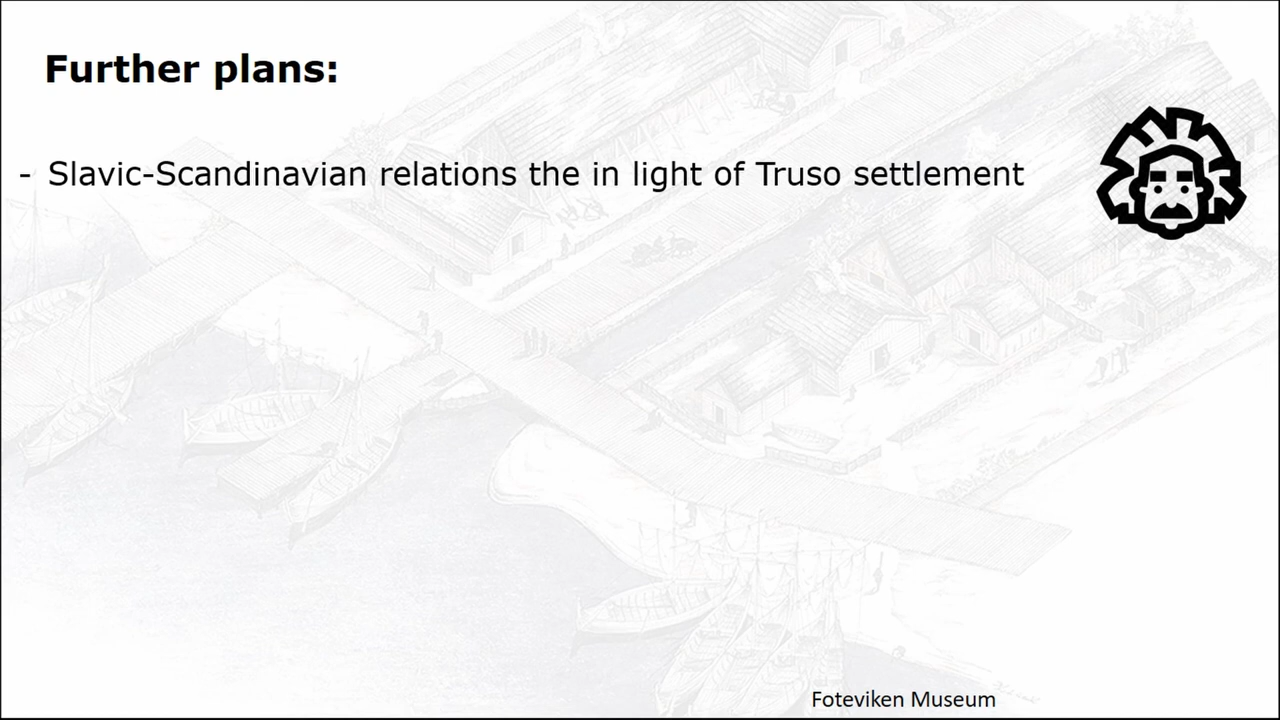 Further plans:
- Slavic-Scandinavian relations the in light of Truso settlement
Foteviken Museum